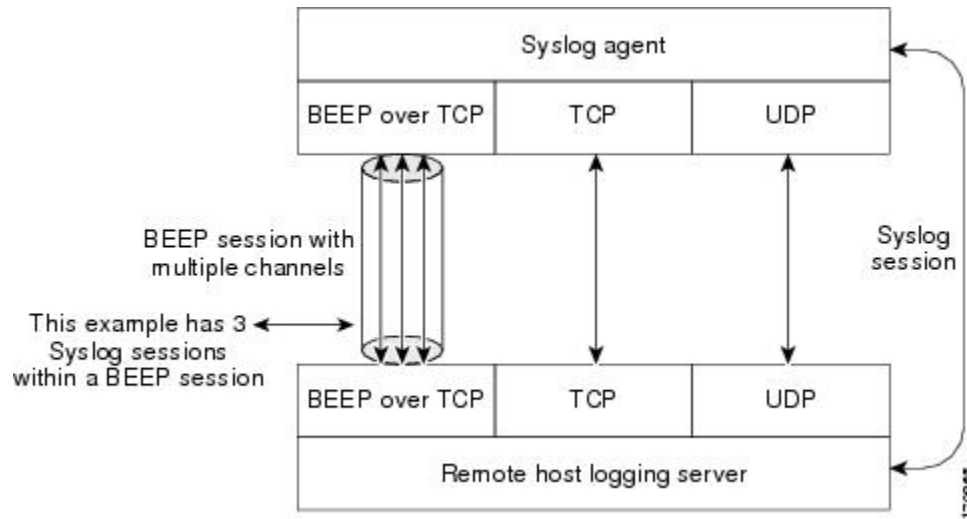 Syslog agent
BEEP over TCP
TCP
UDP
BEEP session with
multiple channels
Syslog
session
This example has 3
Syslog sessions
within a BEEP session
BEEP over TCP
TCP
UDP
Remote host logging server